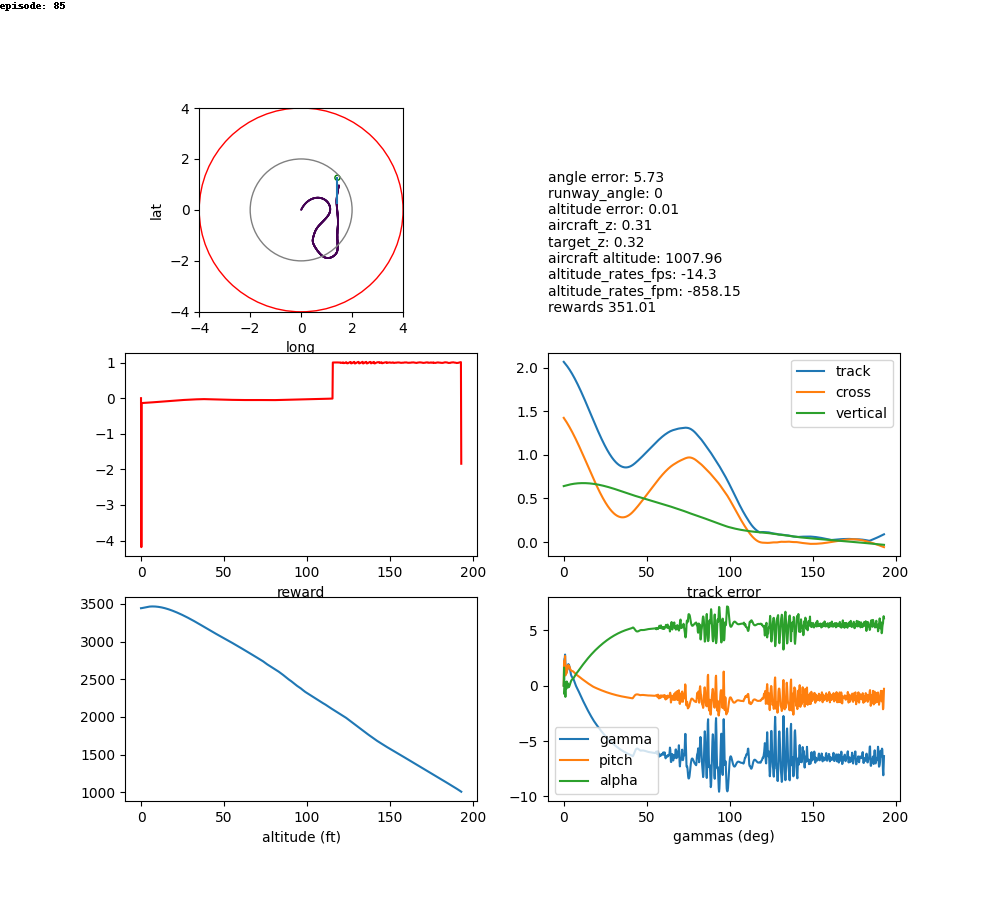 episode: 85
4
2
0
−2
−4
lat
−4 −2 0 2 4
long
angle error: 5.73
runway_angle: 0
altitude error: 0.01
aircraft_z: 0.31
target_z: 0.32
aircraft altitude: 1007.96
altitude_rates_fps: -14.3
altitude_rates_fpm: -858.15
rewards 351.01
1
0
−1
−2
−3
−4
0 50 100 150 200
reward
2.0
1.5
1.0
0.5
0.0
track
cross
vertical
0 50 100 150 200
track error
3500
3000
2500
2000
1500
1000
0 50 100 150 200
altitude (ft)
5
0
−5
−10
gamma
pitch
alpha
0 50 100 150 200
gammas (deg)